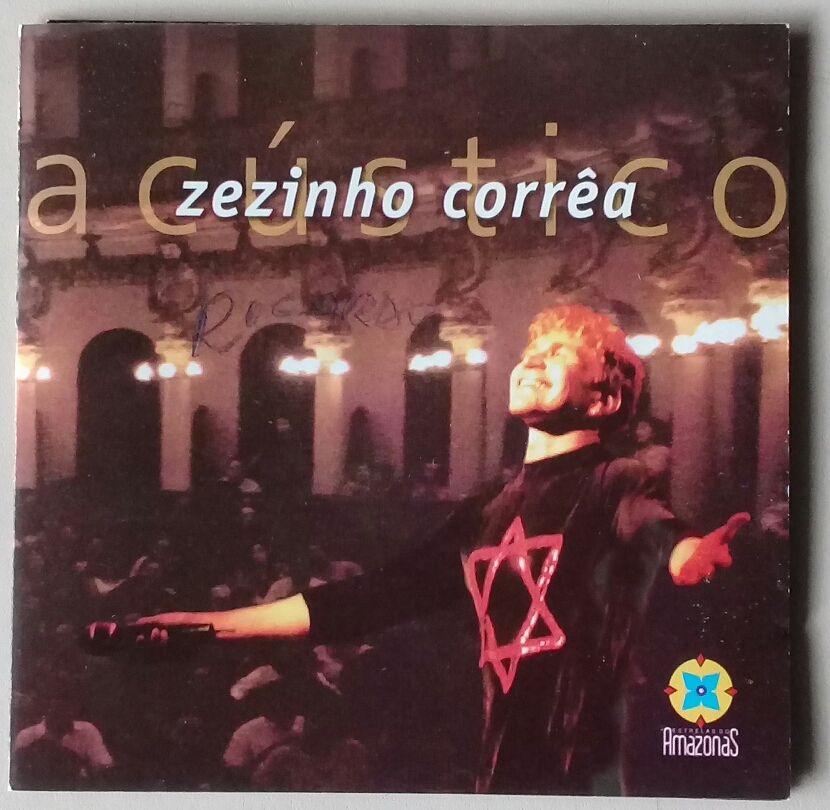 acústico
zezinho corrêa
ESTRELAS DO
AmazonaS